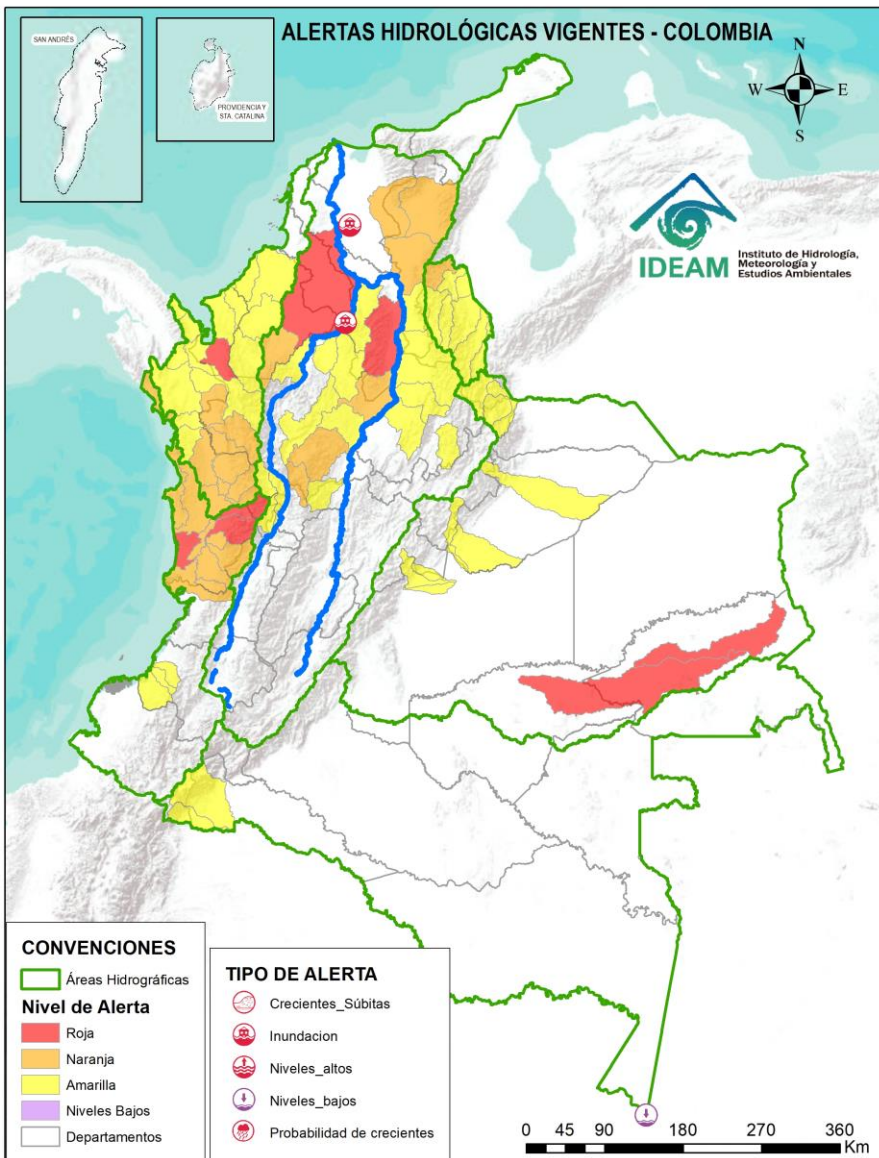 ALERTAS HIDROLÓGICAS VIGENTES - COLOMBIA
SAN ANDRÉS
PROVIDENCIA Y
STA. CATALINA
N
W
E
S
IDEAM
Instituto de Hidrología,
Meteorología y
Estudios Ambientales
CONVENCIONES
Áreas Hidrográficas
Nivel de Alerta
Roja
Naranja
Amarilla
Niveles Bajos
Departamentos
TIPO DE ALERTA
Crecientes_Súbitas
Inundacion
Niveles_altos
Niveles_bajos
Probabilidad de crecientes
0 45 90 180 270 360
Km